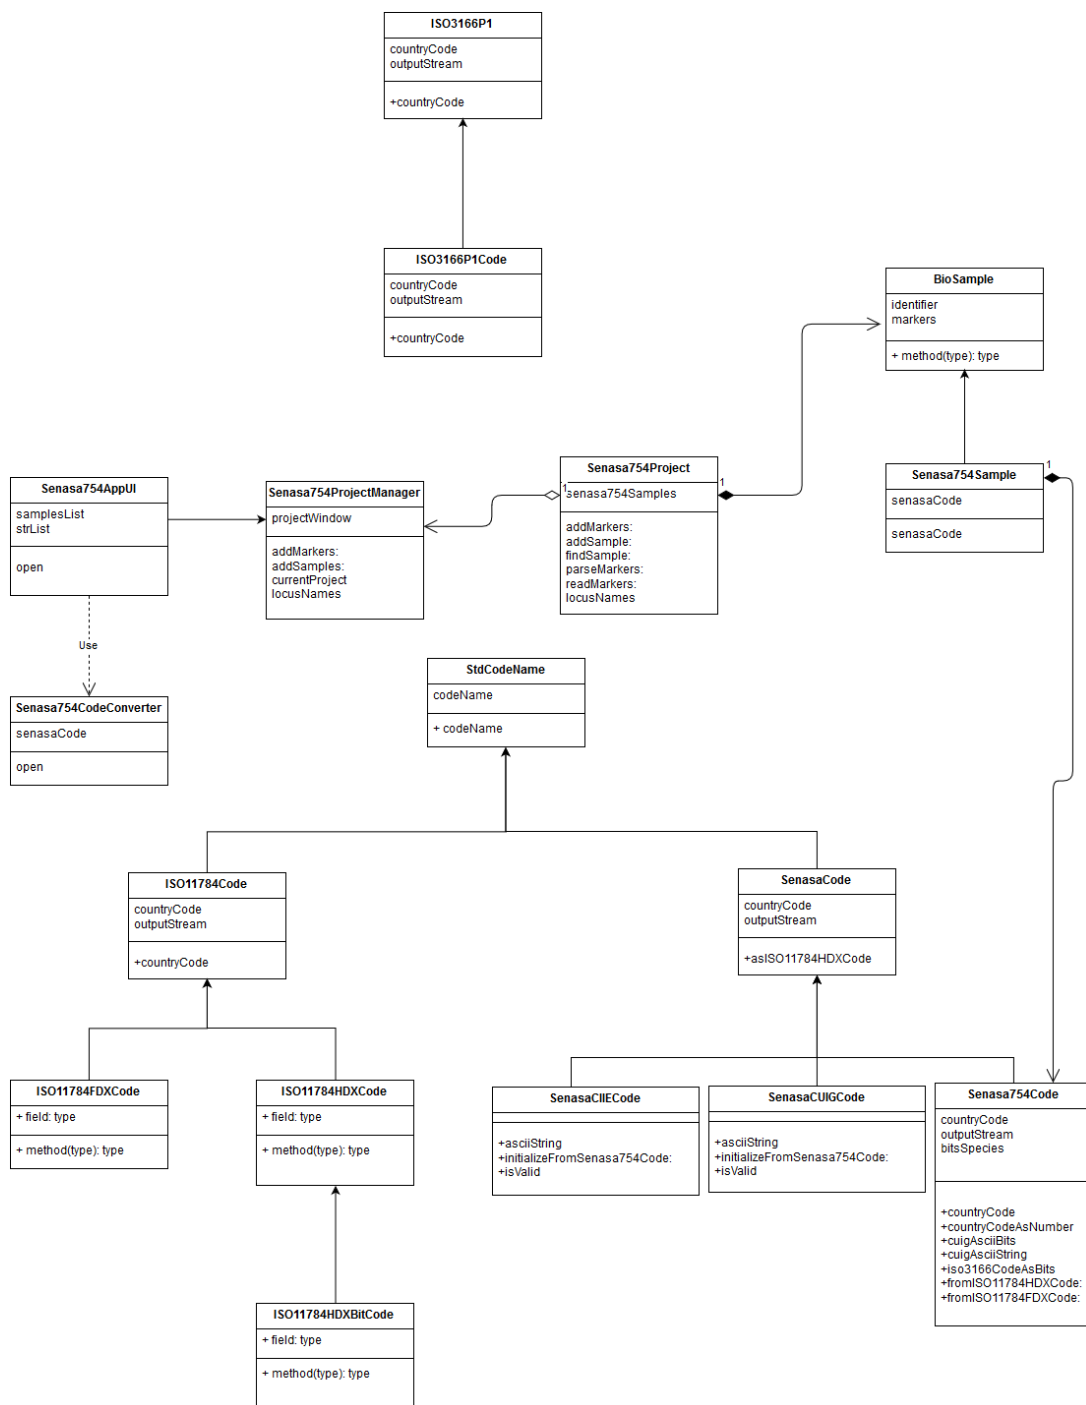 ISO3166P1
countryCode
outputStream
+countryCode
ISO3166P1Code
countryCode
outputStream
+countryCode
BioSample
identifier
markers
+ method(type): type
Senasa754AppUI
samplesList
strList
open
Senasa754ProjectManager
projectWindow
addMarkers:
addSamples:
currentProject
locusNames
1
Senasa754Project
senasa754Samples
addMarkers:
addSample:
findSample:
parseMarkers:
readMarkers:
locusNames
1
Senasa754Sample
senasaCode
senasaCode
1
Use
Senasa754CodeConverter
senasaCode
open
StdCodeName
codeName
+ codeName
ISO11784Code
countryCode
outputStream
+countryCode
SenasaCode
countryCode
outputStream
+asISO11784HDXCode
ISO11784FDXCode
+ field: type
+ method(type): type
ISO11784HDXCode
+ field: type
+ method(type): type
SenasaCIIECode
+asciiString
+initializeFromSenasa754Code:
+isValid
SenasaCUIGCode
+asciiString
+initializeFromSenasa754Code:
+isValid
Senasa754Code
countryCode
outputStream
bitsSpecies
+countryCode
+countryCodeAsNumber
+cuigAsciiBits
+cuigAsciiString
+iso3166CodeAsBits
+fromISO11784HDXCode:
+fromISO11784FDXCode:
ISO11784HDXBitCode
+ field: type
+ method(type): type